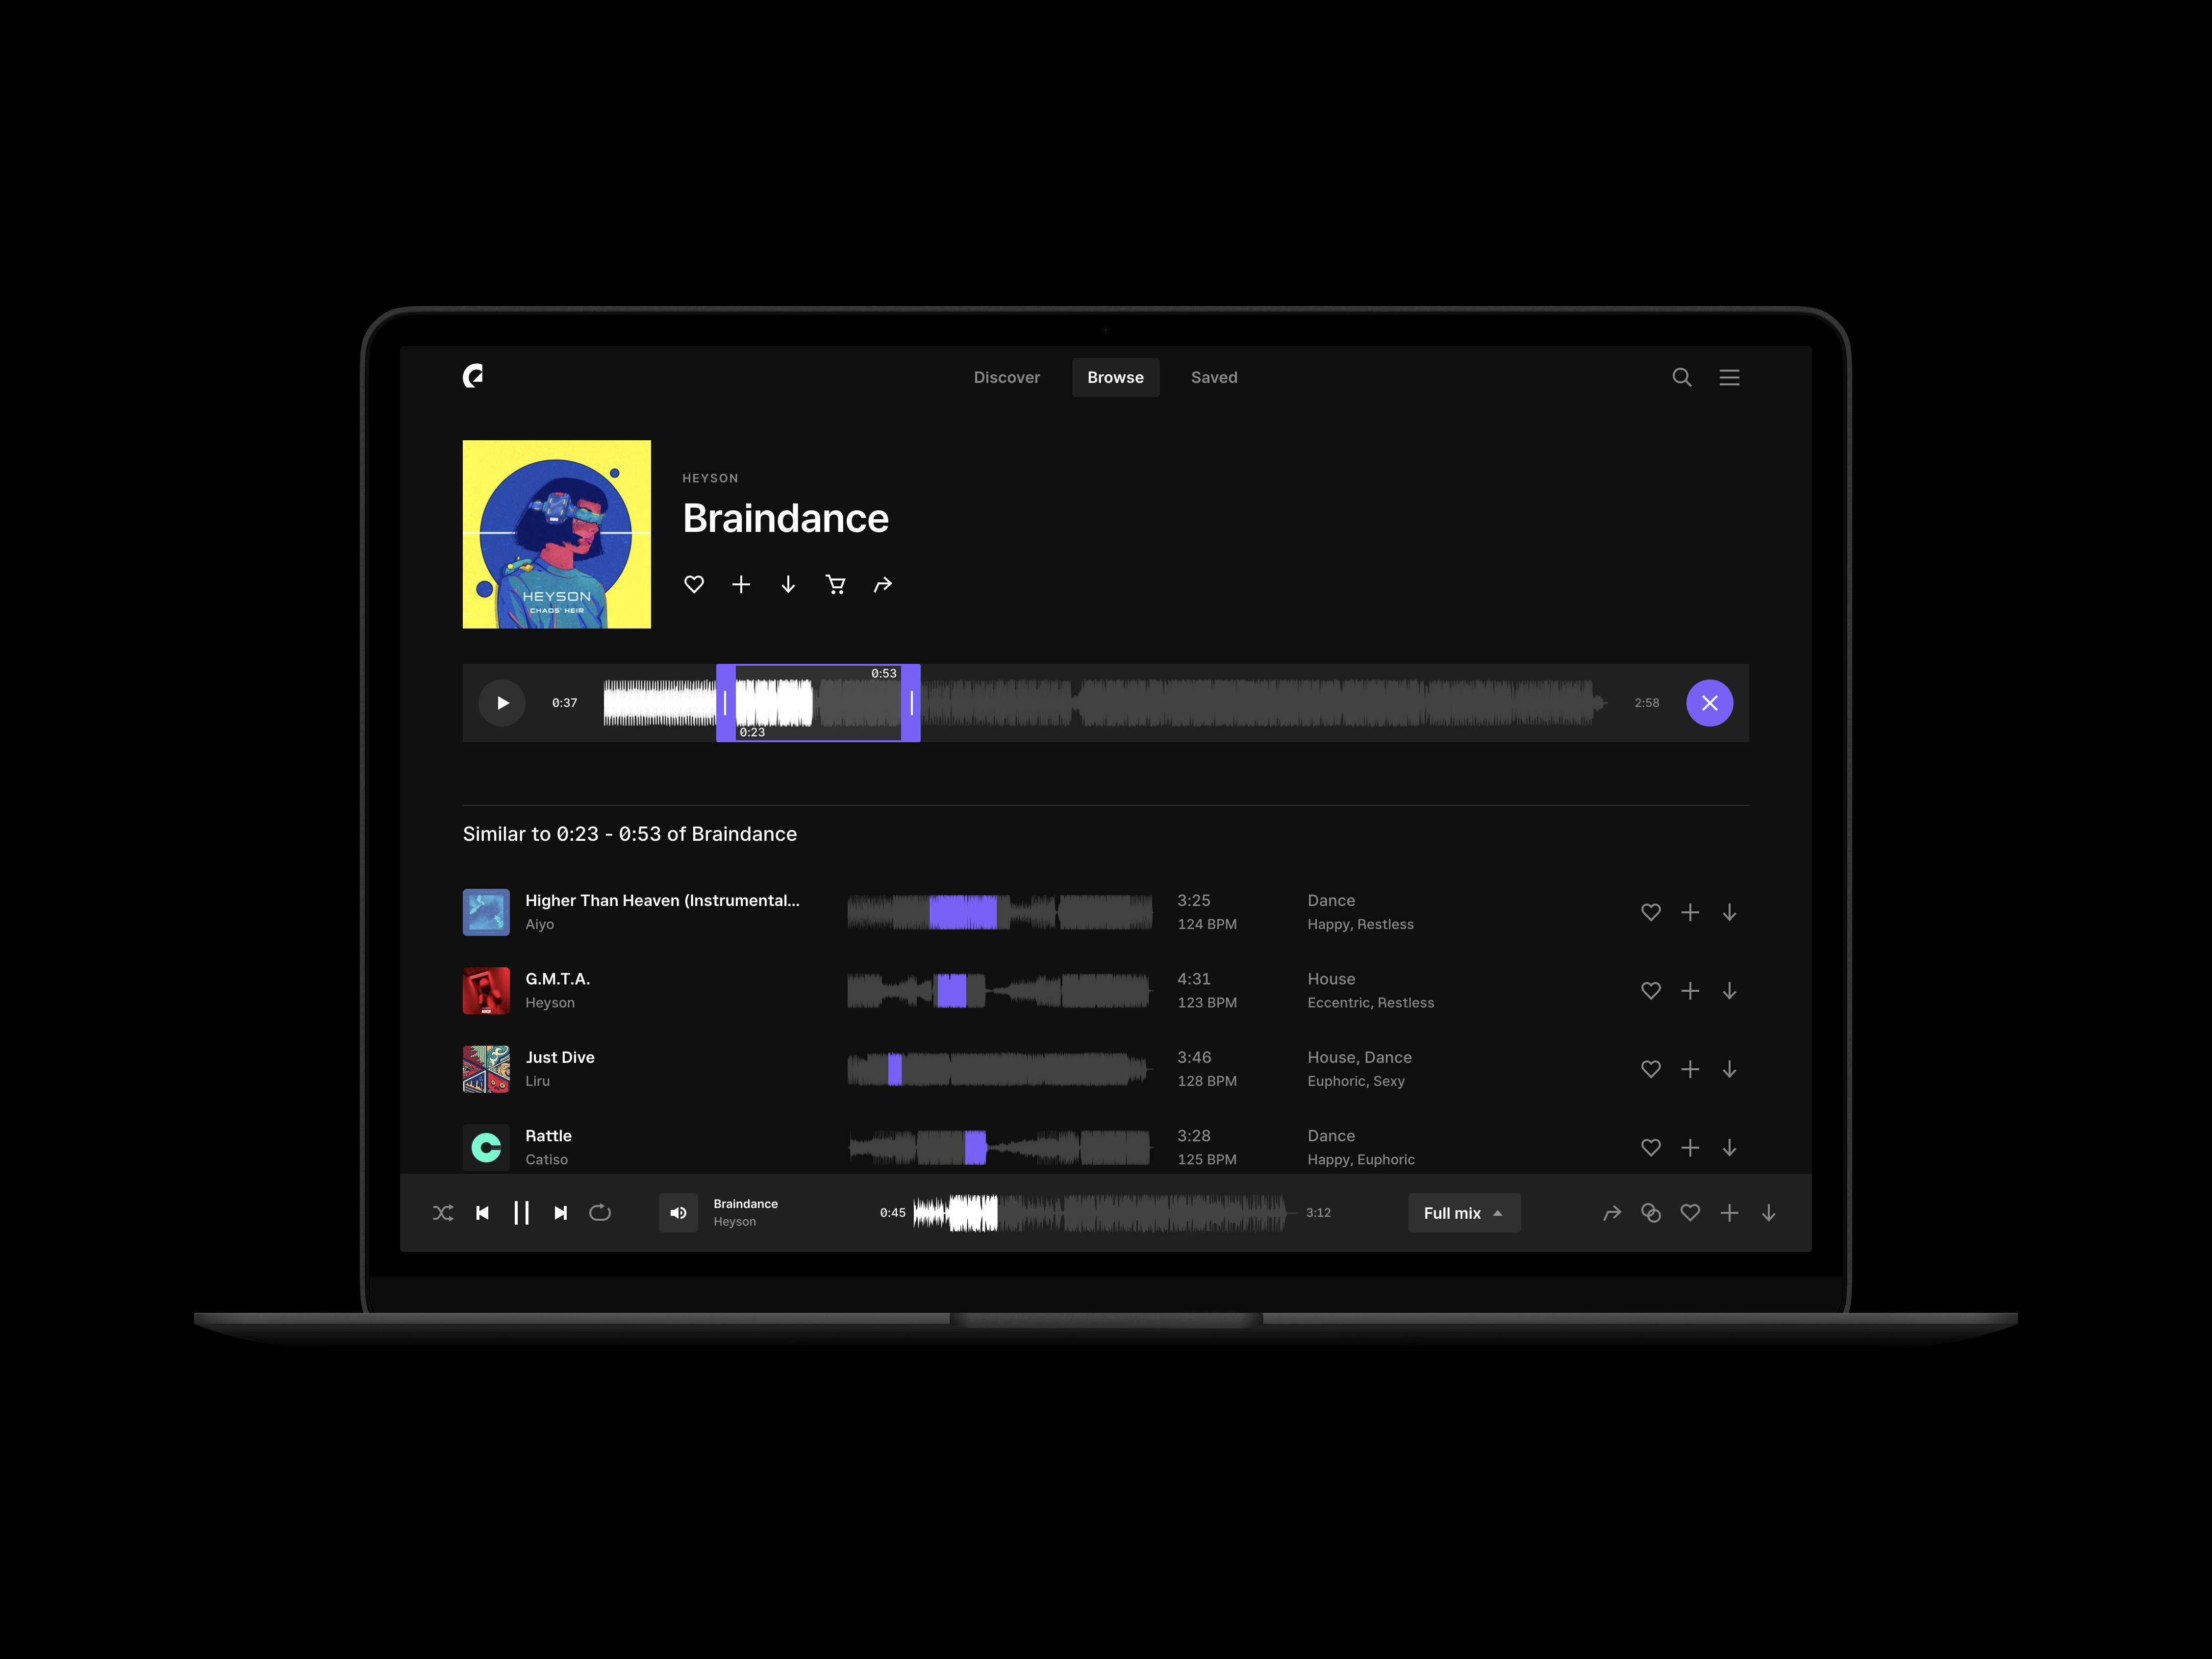 Discover Browse Saved
HEYSON
Braindance
HEYSON
CHAOS' HEIR
0:53
0:37
2:58
0:23
Similar to 0:23 - 0:53 of Braindance
Higher Than Heaven (Instrumental...
Aiyo
3:25
124 BPM
Dance
Happy, Restless
G.M.T.A.
Heyson
4:31
123 BPM
House
Eccentric, Restless
Just Dive
Liru
3:46
128 BPM
House, Dance
Euphoric, Sexy
Rattle
Catiso
3:28
125 BPM
Dance
Happy, Euphoric
Braindance
Heyson
0:45
3:12
Full mix